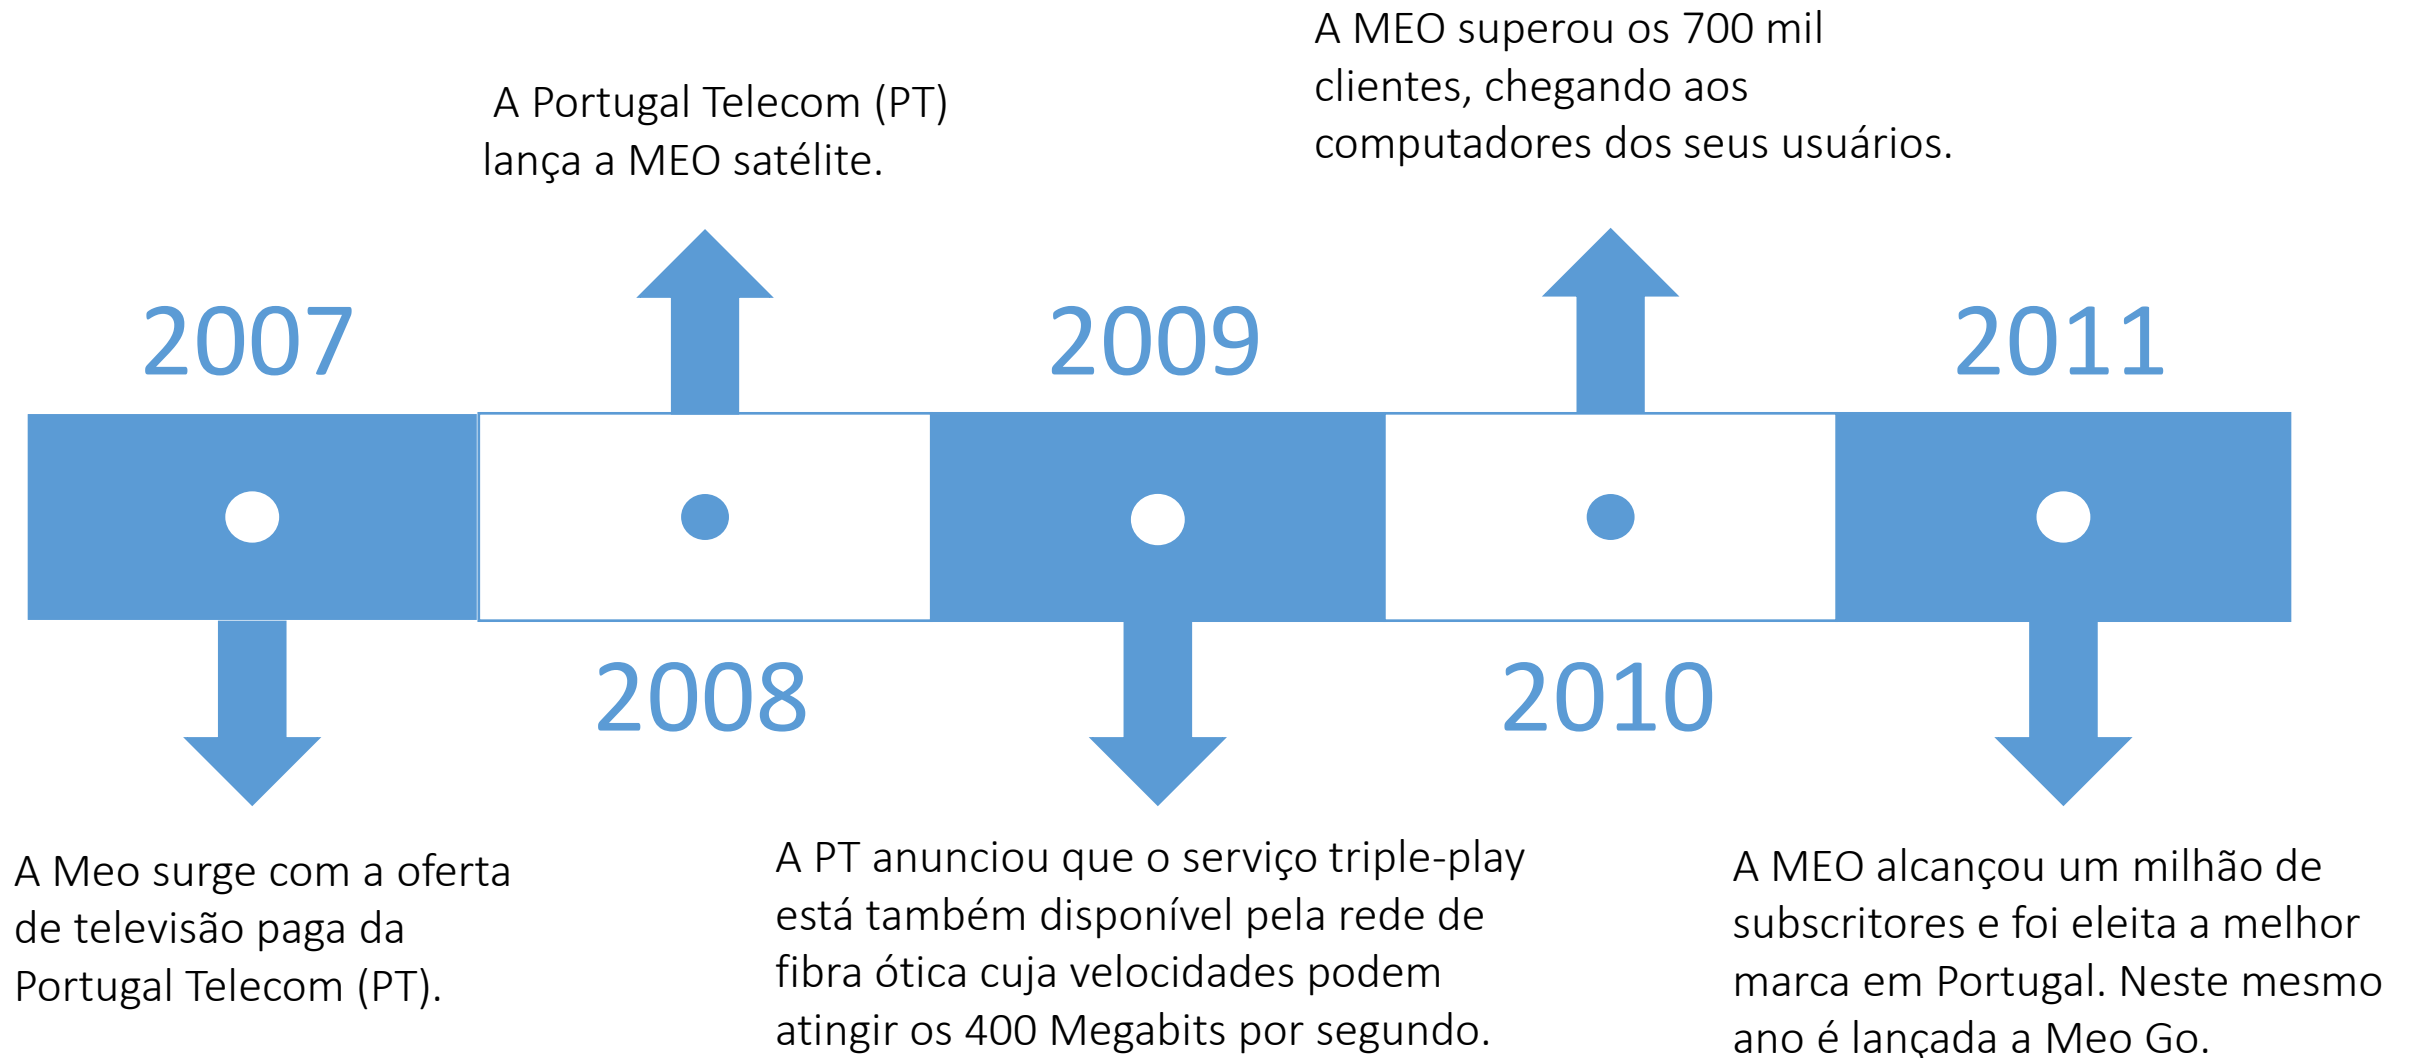 A MEO superou os 700 mil
clientes, chegando aos
computadores dos seus usuários.
A Portugal Telecom (PT)
lança a MEO satélite.
2007
2009
2011
2008
2010
A Meo surge com a oferta
de televisão paga da
Portugal Telecom (PT).
A PT anunciou que o serviço triple-play
está também disponível pela rede de
fibra ótica cuja velocidades podem
atingir os 400 Megabits por segundo.
A MEO alcançou um milhão de
subscritores e foi eleita a melhor
marca em Portugal. Neste mesmo
ano é lançada a Meo Go.